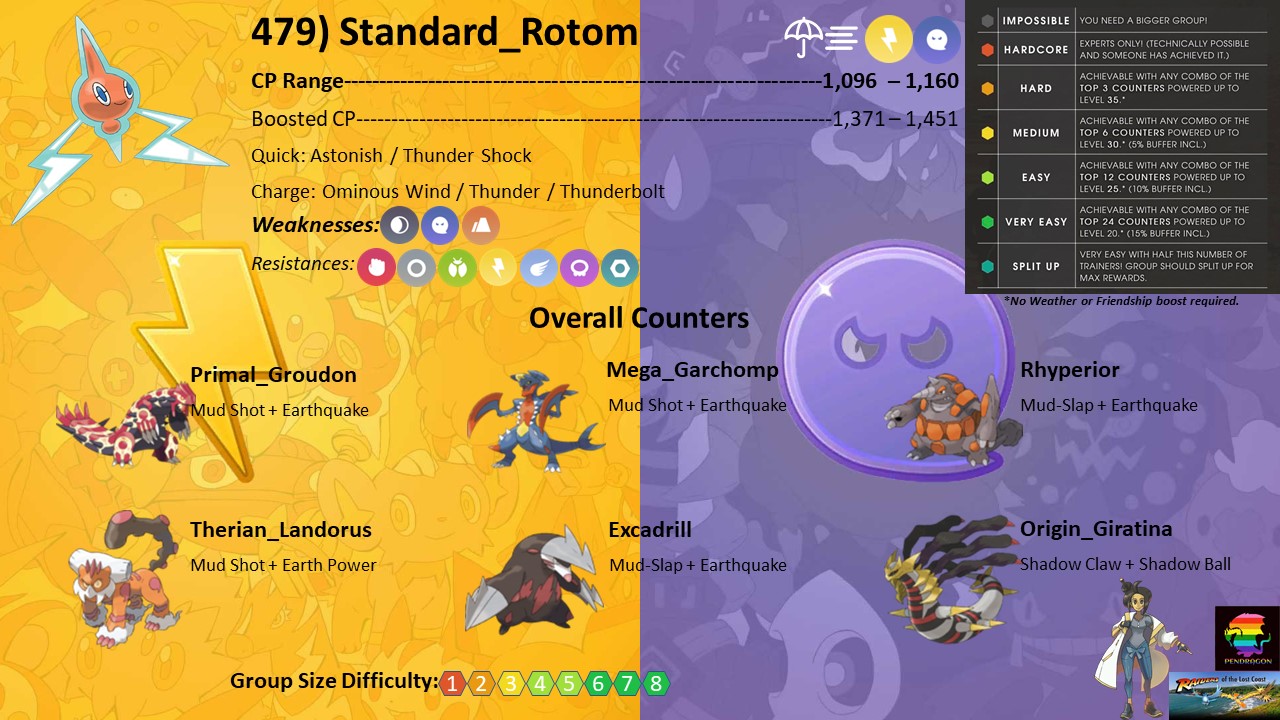 479) Standard_Rotom
CP Range--------------------------------------------------------------------1,096 – 1,160
Boosted CP--------------------------------------------------------------------1,371 – 1,451
Quick: Astonish / Thunder Shock
Charge: Ominous Wind / Thunder / Thunderbolt
Weaknesses:
Resistances:
IMPOSSIBLE YOU NEED A BIGGER GROUP!
HARDCORE EXPERTS ONLY! (TECHNICALLY POSSIBLE
AND SOMEONE HAS ACHIEVED IT.)
HARD ACHIEVABLE WITH ANY COMBO OF THE
TOP 3 COUNTERS POWERED UP TO
LEVEL 35.*
MEDIUM ACHIEVABLE WITH ANY COMBO OF THE
TOP 6 COUNTERS POWERED UP TO
LEVEL 30.* (5% BUFFER INCL.)
EASY ACHIEVABLE WITH ANY COMBO OF THE
TOP 12 COUNTERS POWERED UP TO
LEVEL 25.* (10% BUFFER INCL.)
VERY EASY ACHIEVABLE WITH ANY COMBO OF THE
TOP 24 COUNTERS POWERED UP TO
LEVEL 20.* (15% BUFFER INCL.)
SPLIT UP VERY EASY WITH HALF THIS NUMBER OF
TRAINERS! GROUP SHOULD SPLIT UP FOR
MAX REWARDS.
*No Weather or Friendship boost required.
Overall Counters
Primal_Groudon
Mud Shot + Earthquake
Mega_Garchomp
Mud Shot + Earthquake
Rhyperior
Mud-Slap + Earthquake
Therian_Landorus
Mud Shot + Earth Power
Excadrill
Mud-Slap + Earthquake
Origin_Giratina
Shadow Claw + Shadow Ball
Group Size Difficulty: 1 2 3 4 5 6 7 8
PENDRAGON
RAIDERS of the Lost Coast